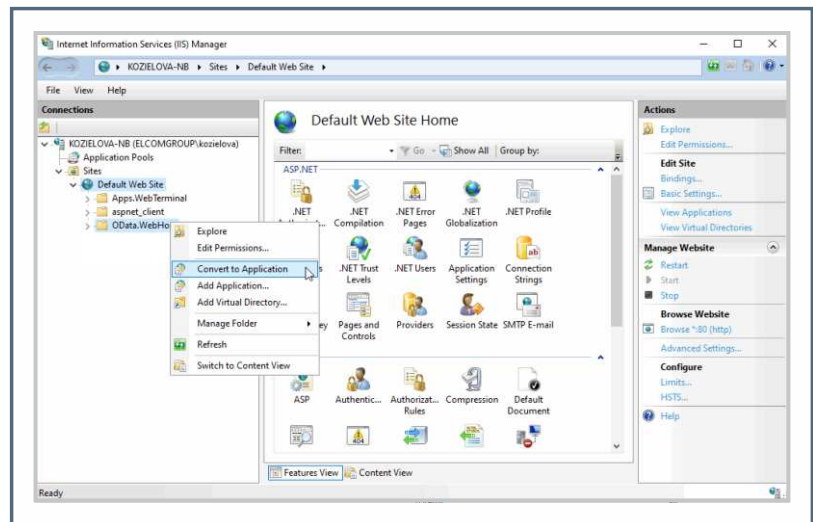 Internet Information Services (IIS) Manager
KOZIELOVA-NB Sites Default Web Site
File View Help
Connections
KOZIELOVA-NB (ELCOMGROUP\kozielova)
Application Pools
Sites
Default Web Site
Apps.WebTerminal
aspnet_client
OData.WebHo
Explore
Edit Permissions...
Convert to Application
Add Application...
Add Virtual Directory...
Manage Folder
Refresh
Switch to Content View
Default Web Site Home
Filter: Go Show All Group by:
ASP.NET
.NET .NET .NET Error .NET .NET Profile
Compilation Pages Globalization
.NET Trust .NET Users Application Connection
Levels Settings Strings
Pages and Providers Session State SMTP E-mail
Controls
ASP Authentic... Authorizat... Compression Default
Rules Document
Features View Content View
Actions
Explore
Edit Permissions...
Edit Site
Bindings...
Basic Settings...
View Applications
View Virtual Directories
Manage Website
Restart
Start
Stop
Browse Website
Browse *:80 (http)
Advanced Settings...
Configure
Limits...
HSTS...
Help
Ready